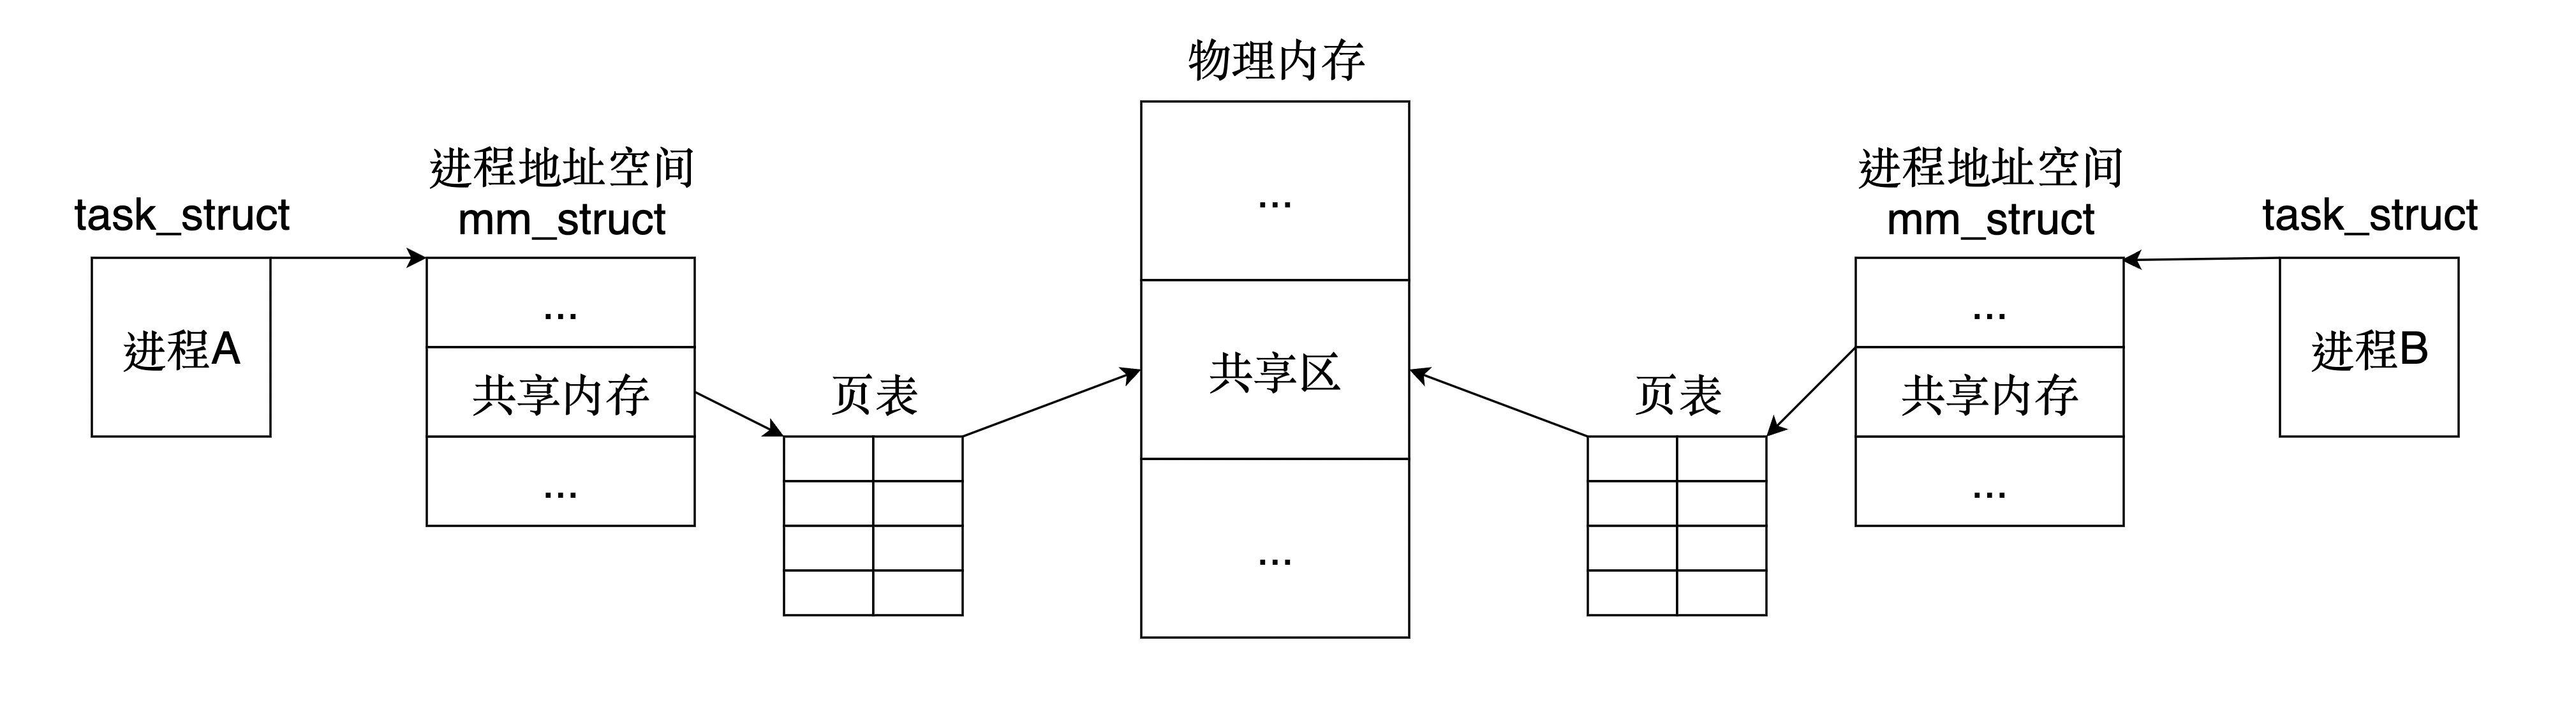 物理内存
...
共享区
...
task_struct
进程A
进程地址空间
mm_struct
...
共享内存
...
页表
页表
进程地址空间
mm_struct
...
共享内存
...
task_struct
进程B